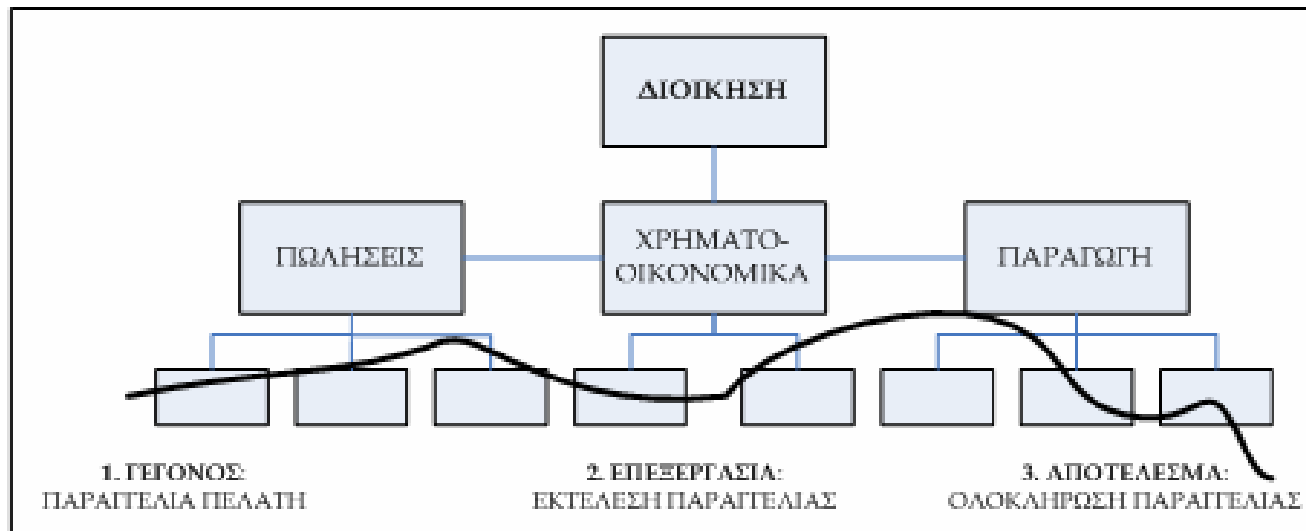 ΔΙΟΙΚΗΣΗ
ΠΩΛΗΣΕΙΣ
ΧΡΗΜΑΤΟ-
ΟΙΚΟΝΟΜΙΚΑ
ΠΑΡΑΓΩΓΗ
1. ΓΕΓΟΝΟΣ:
ΠΑΡΑΓΓΕΛΙΑ ΠΕΛΑΤΗ
2. ΕΠΕΞΕΡΓΑΣΙΑ:
ΕΚΤΕΛΕΣΗ ΠΑΡΑΓΓΕΛΙΑΣ
3. ΑΠΟΤΕΛΕΣΜΑ:
ΟΛΟΚΛΗΡΩΣΗ ΠΑΡΑΓΓΕΛΙΑΣ